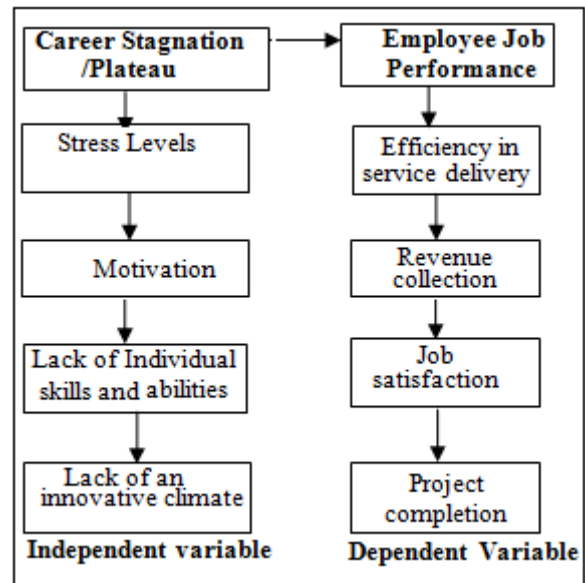 Career Stagnation
/Plateau
Stress Levels
Motivation
Lack of Individual
skills and abilities
Lack of an
innovative climate
Independent variable
Employee Job
Performance
Efficiency in
service delivery
Revenue
collection
Job
satisfaction
Project
completion
Dependent Variable